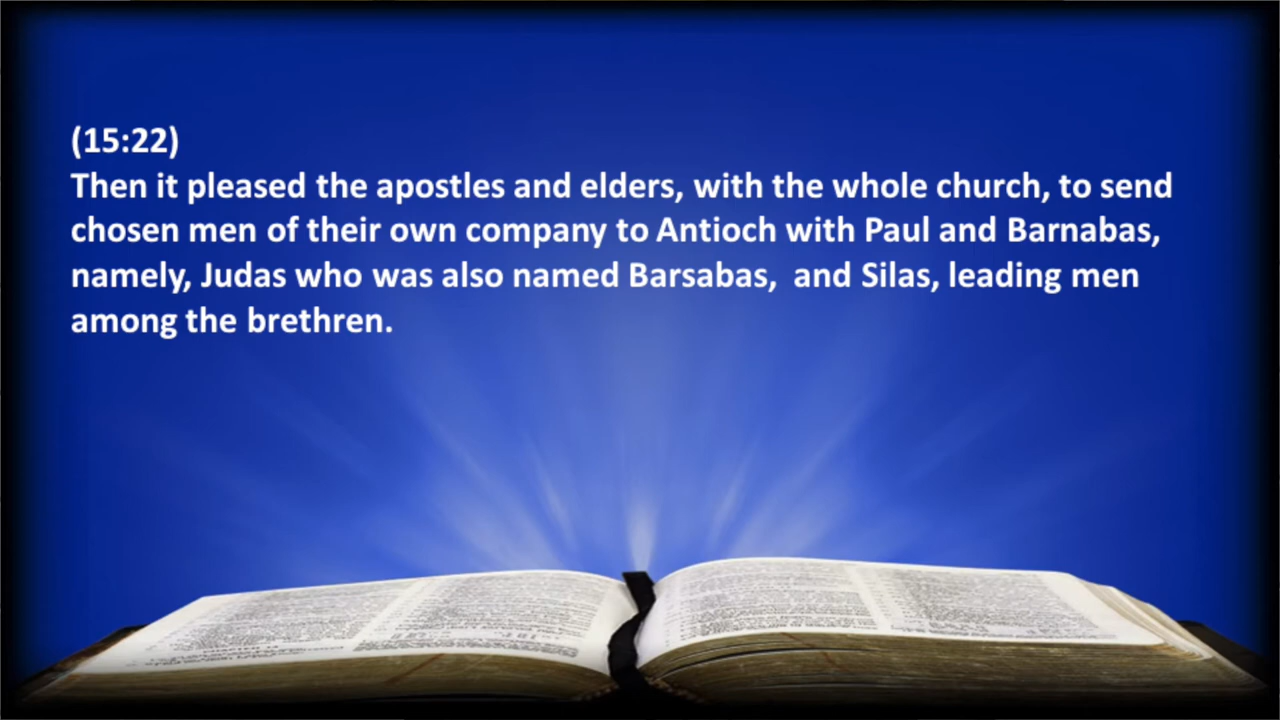 (15:22)
Then it pleased the apostles and elders, with the whole church, to send
chosen men of their own company to Antioch with Paul and Barnabas,
namely, Judas who was also named Barsabas,  and Silas, leading men
among the brethren.